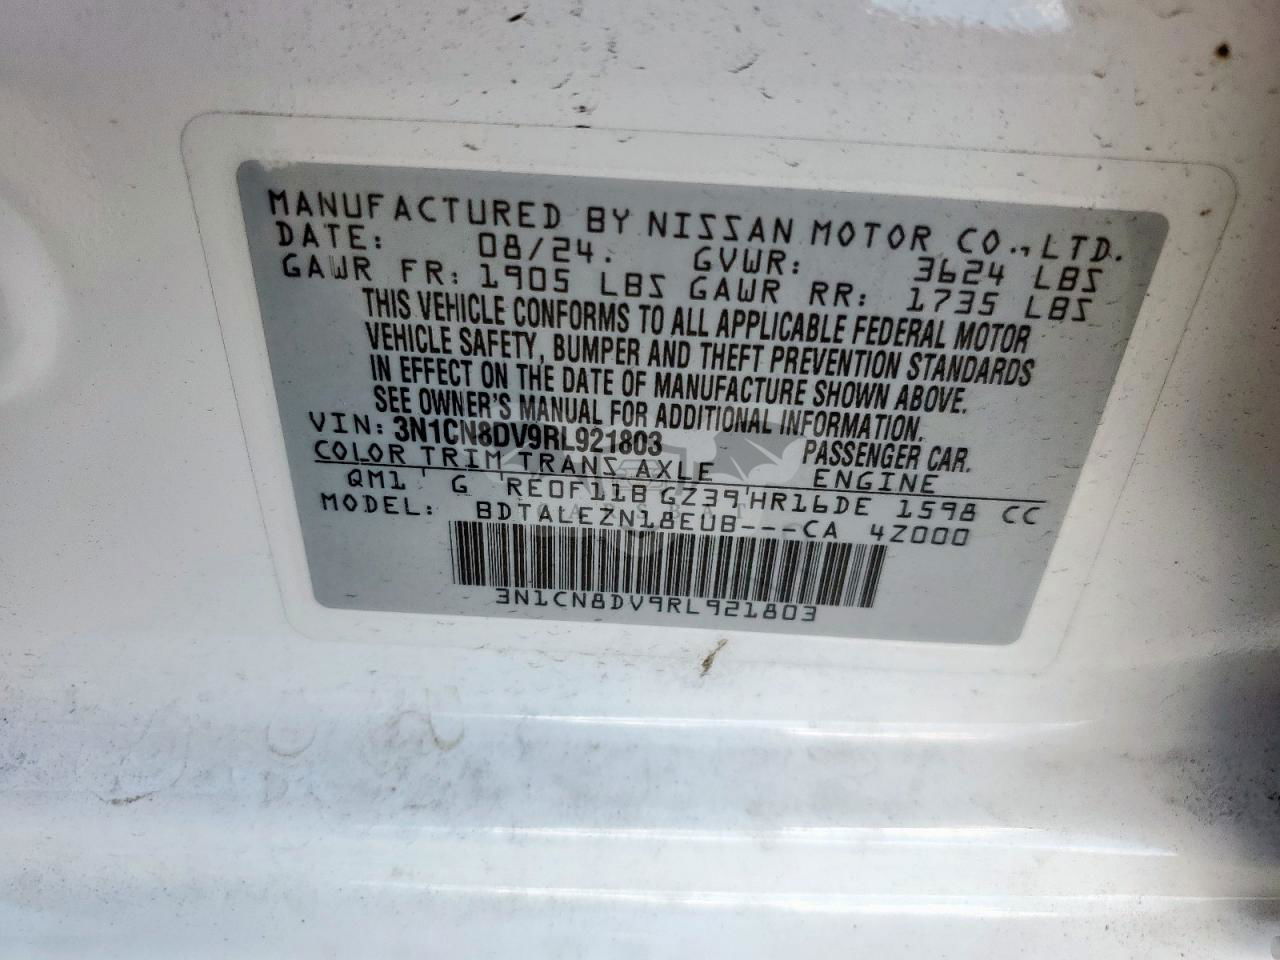 MANUFACTURED BY NISSAN MOTOR CO., LTD.
DATE: 08/24. GVWR: 3624 LBS
GAWR FR: 1905 LBS GAWR RR: 1735 LBS
THIS VEHICLE CONFORMS TO ALL APPLICABLE FEDERAL MOTOR
VEHICLE SAFETY, BUMPER AND THEFT PREVENTION STANDARDS
IN EFFECT ON THE DATE OF MANUFACTURE SHOWN ABOVE.
SEE OWNER'S MANUAL FOR ADDITIONAL INFORMATION.
VIN: 3N1CN8DV9RL921803 PASSENGER CAR.
COLOR TRIM TRANS AXLE ENGINE
QM1 ' G RE0F11B GZ39'HR16DE 1598 CC
MODEL: BDTALEZN18EUB---CA 4Z000
3N1CN8DV9RL921803